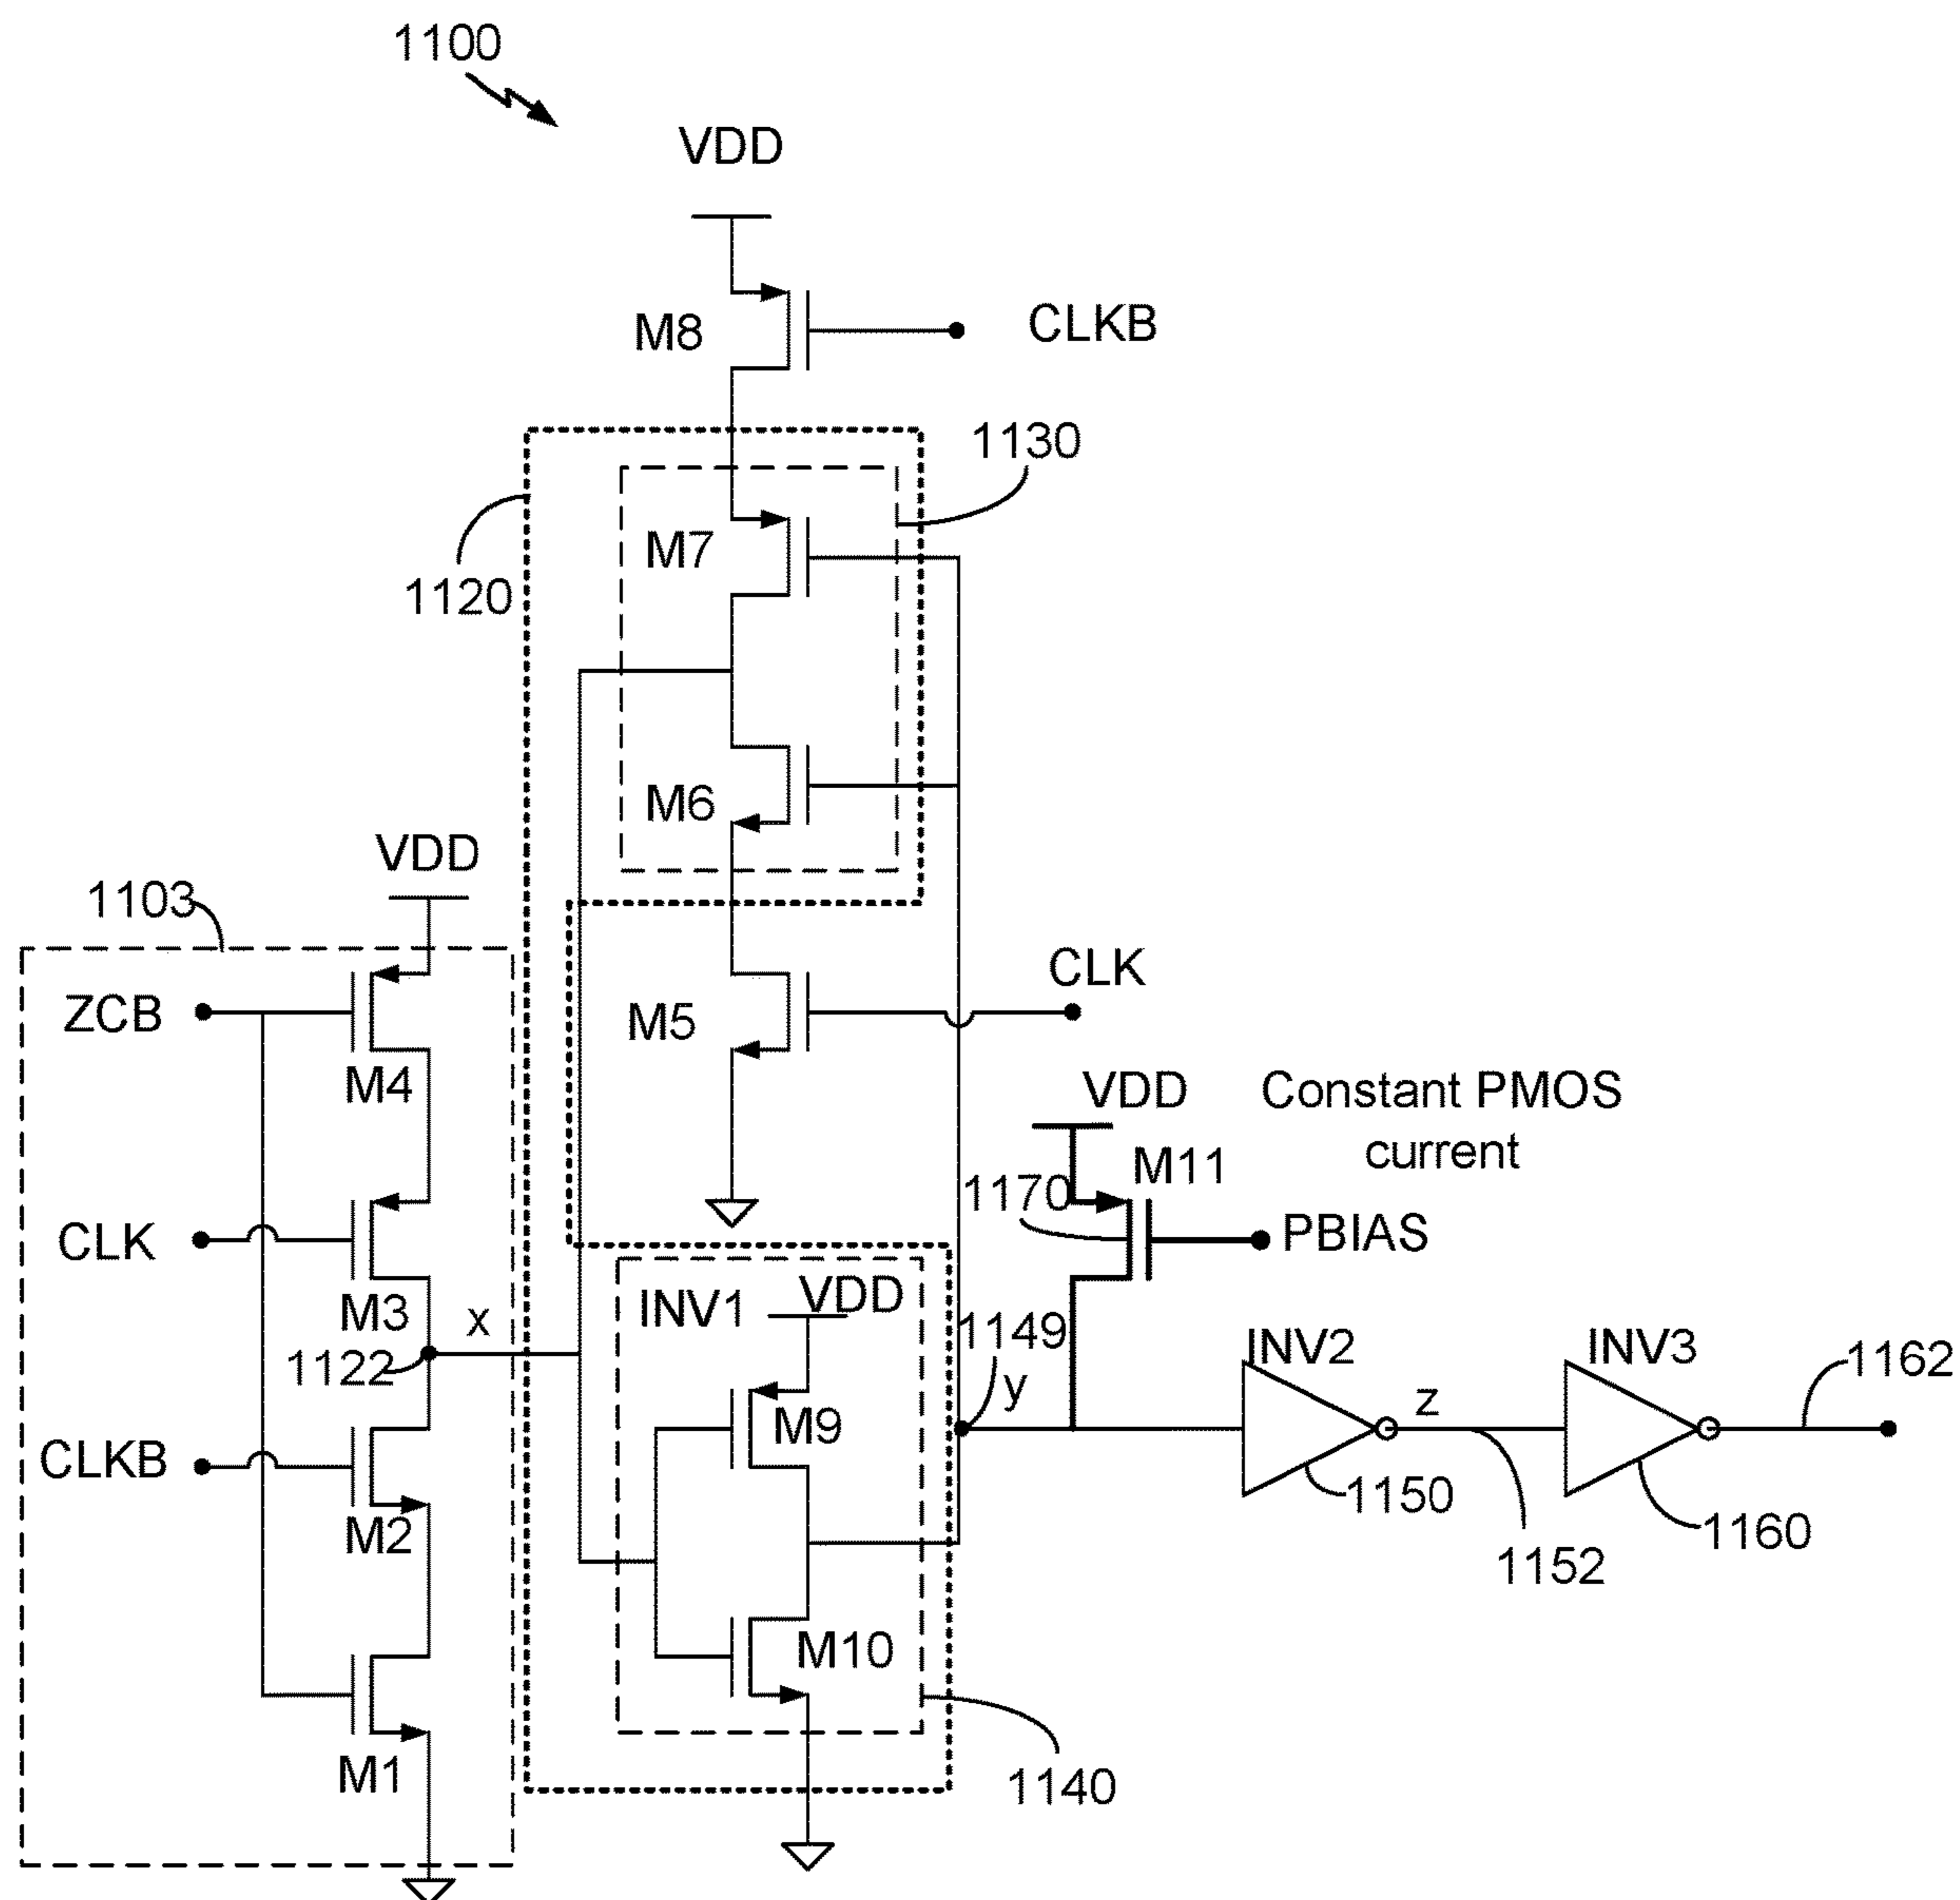 1100
VDD
M8
CLKB
1130
M7
1120
M6
VDD
1103
CLK
ZCB
M5
M4
VDD
Constant PMOS
current
M11
1170
CLK
PBIAS
M3
x
INV1
VDD
1149
1122
INV2
INV3
1162
y
z
M9
CLKB
1150
M2
1160
1152
M10
M1
1140